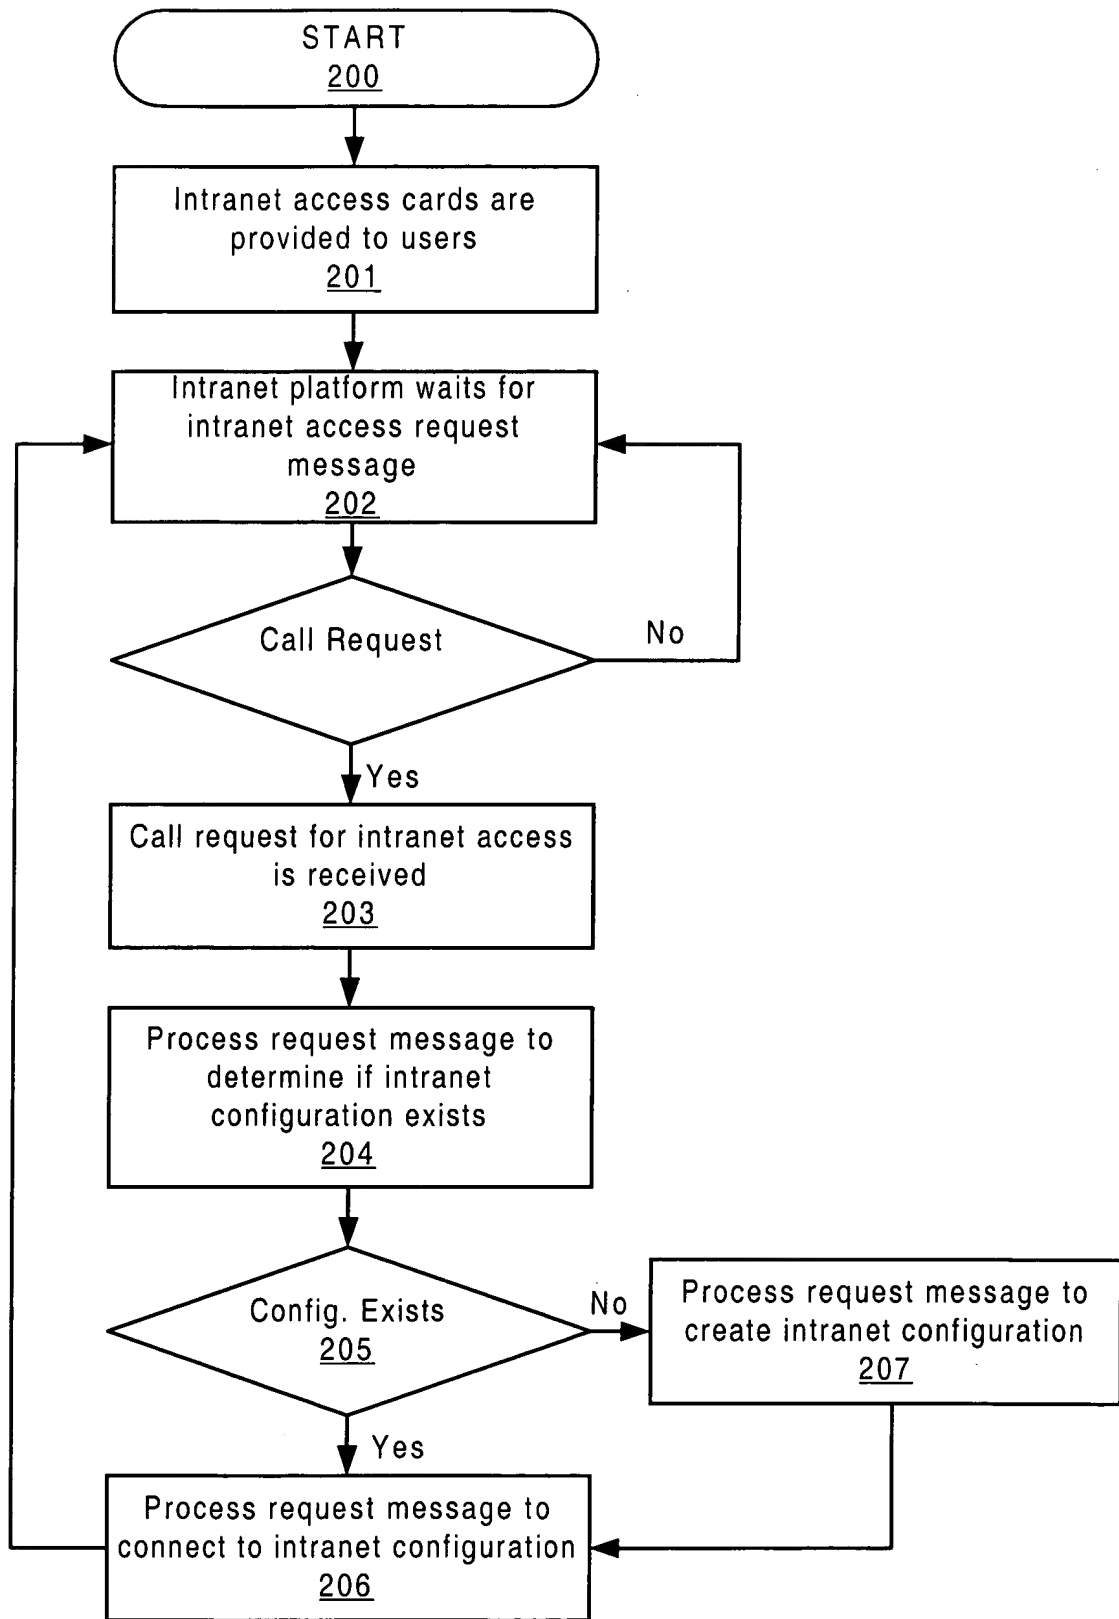 START
200
Intranet access cards are
provided to users
201
Intranet platform waits for
intranet access request
message
202
Call Request
No
Yes
Call request for intranet access
is received
203
Process request message to
determine if intranet
configuration exists
204
Config. Exists
205
No
Process request message to
create intranet configuration
207
Yes
Process request message to
connect to intranet configuration
206